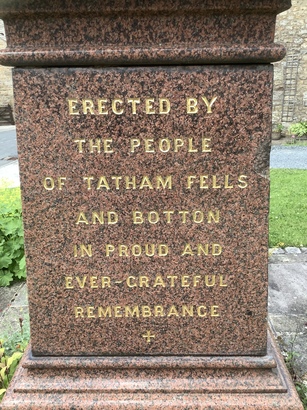 ERECTED BY
THE PEOPLE
OF TATHAM FELLS
AND BOTTON
IN PROUD AND
EVER-GRATEFUL
REMEMBRANCE
+